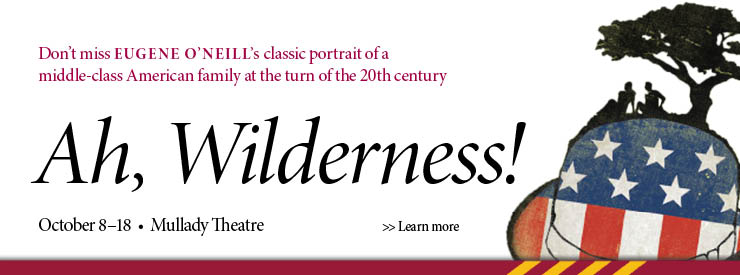 Don’t miss EUGENE O’NEILL’s classic portrait of a
middle-class American family at the turn of the 20th century
Ah, Wilderness!
October 8–18 • Mullady Theatre
>> Learn more